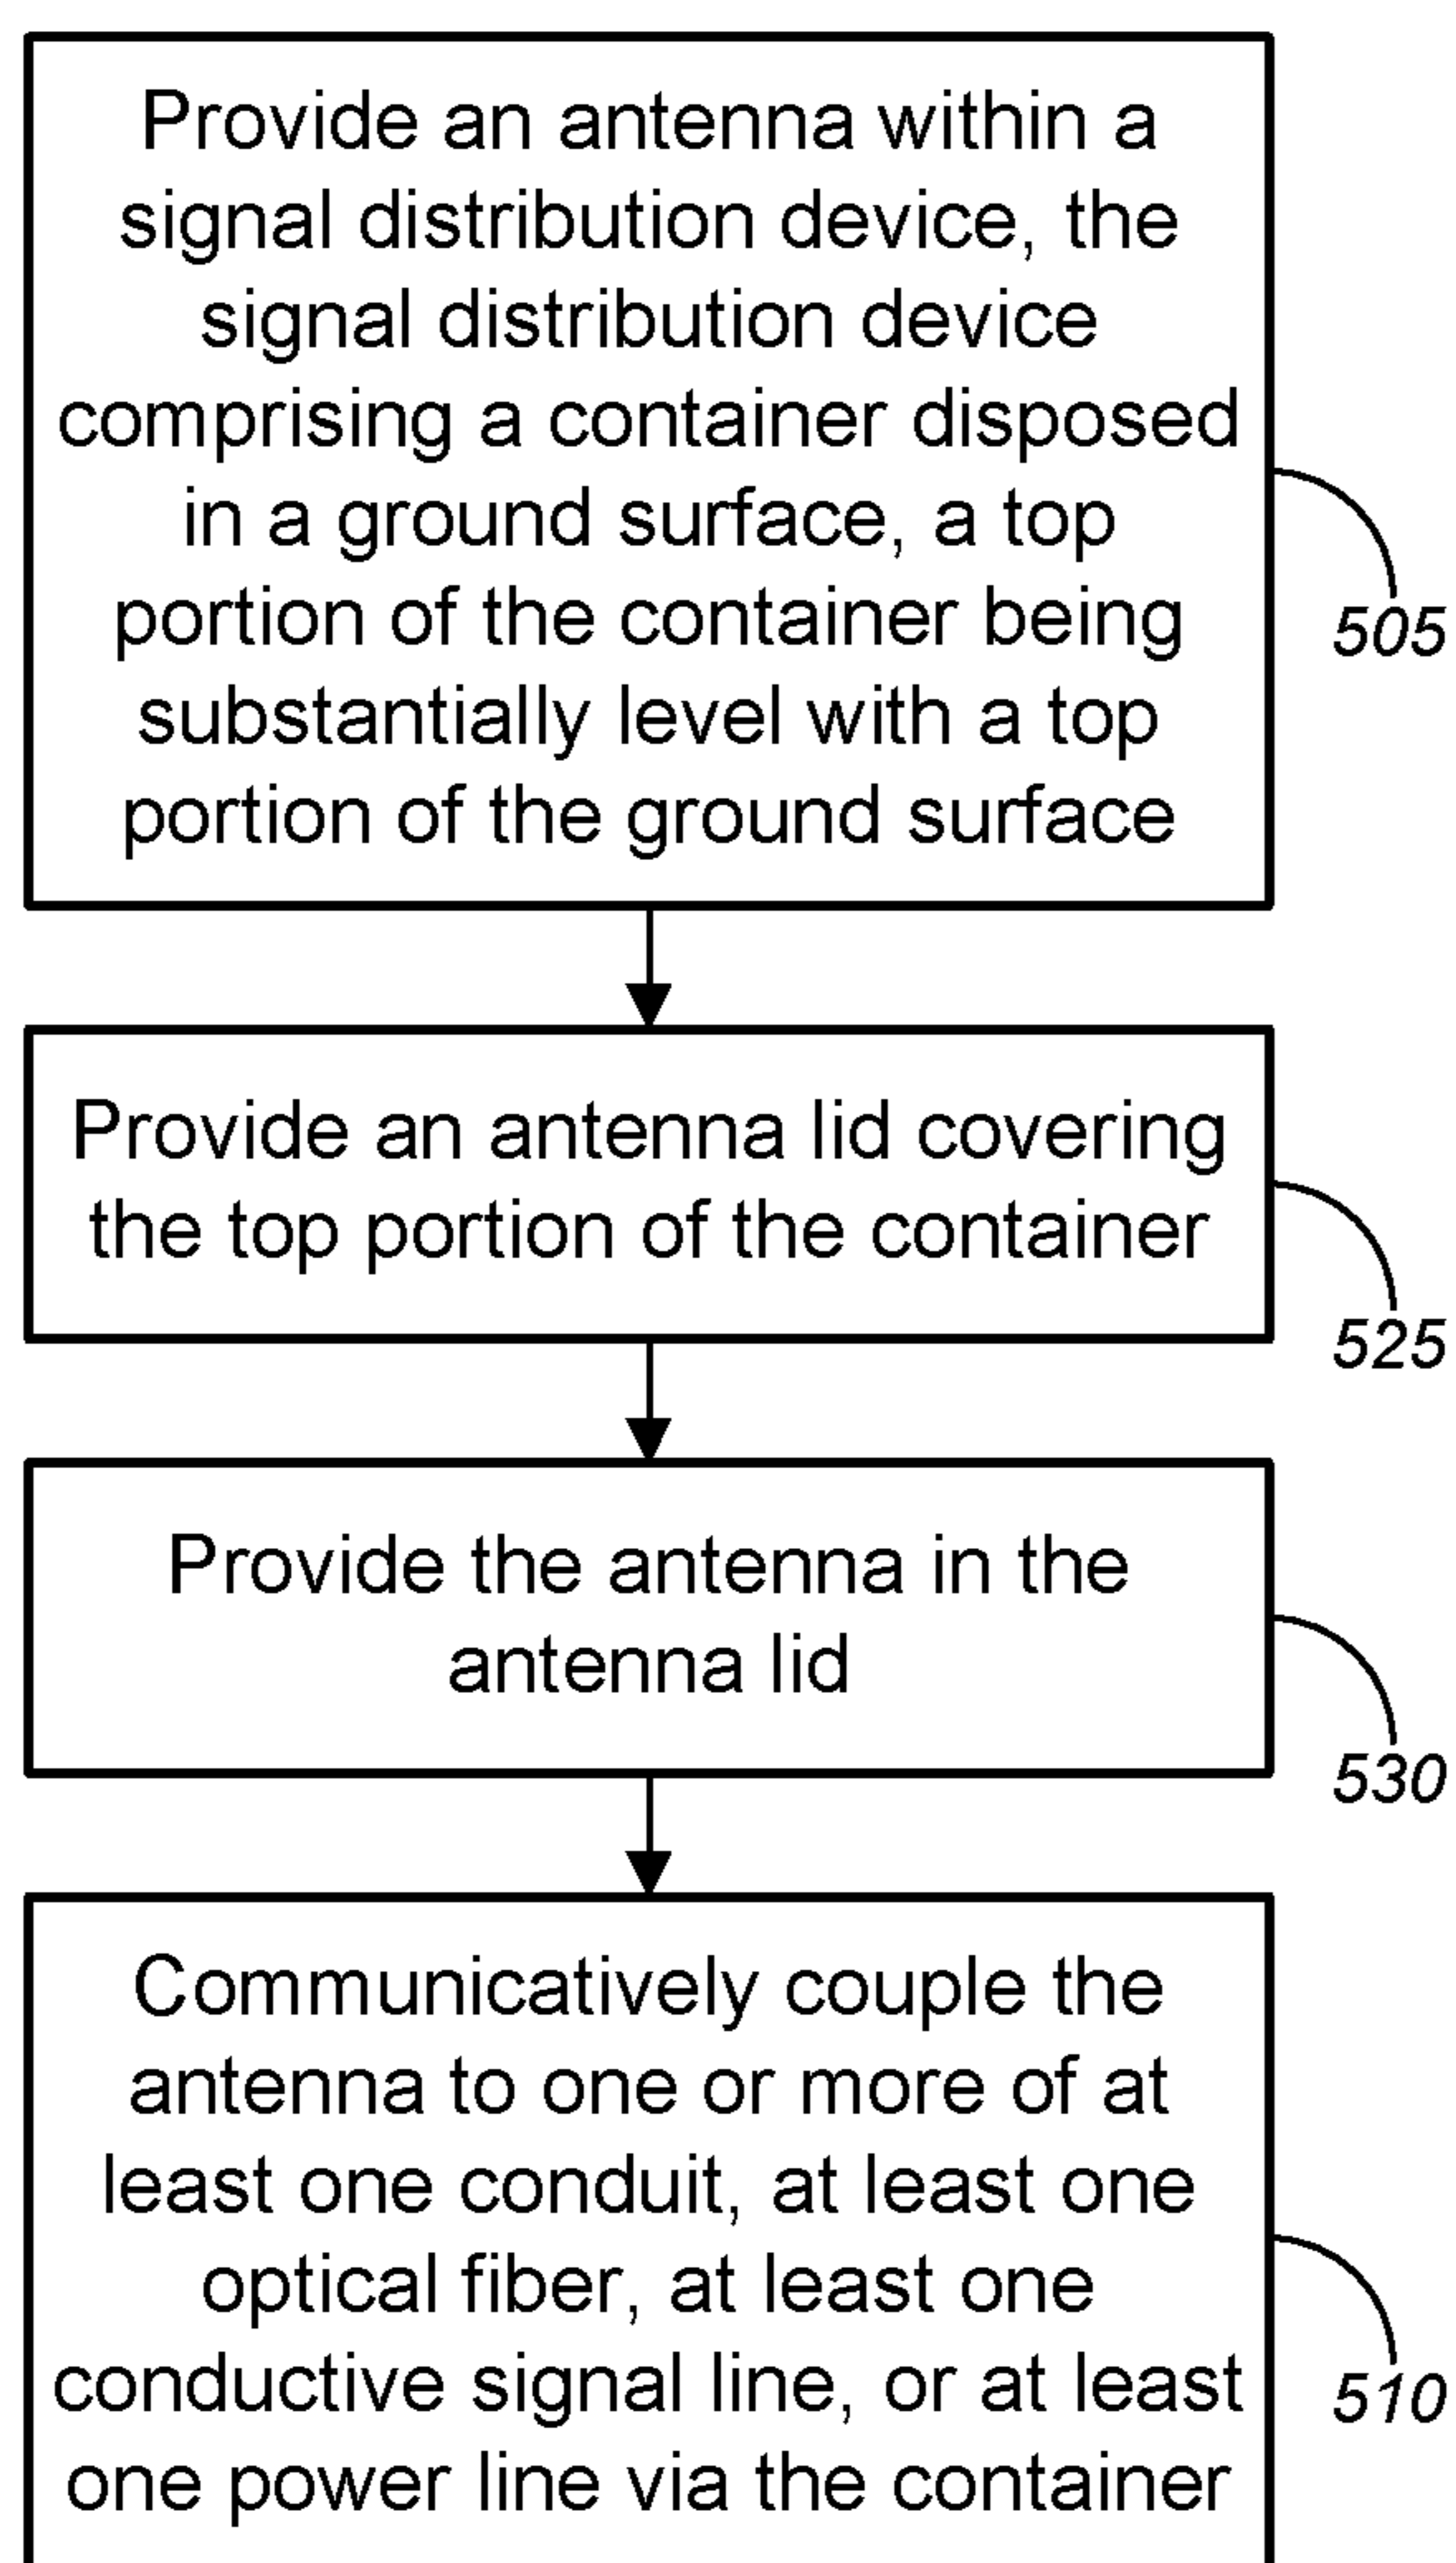 Provide an antenna within a
signal distribution device, the
signal distribution device
comprising a container disposed
in a ground surface, a top
portion of the container being
substantially level with a top
portion of the ground surface
505
Provide an antenna lid covering
the top portion of the container
525
Provide the antenna in the
antenna lid
530
Communicatively couple the
antenna to one or more of at
least one conduit, at least one
optical fiber, at least one
conductive signal line, or at least
one power line via the container
510